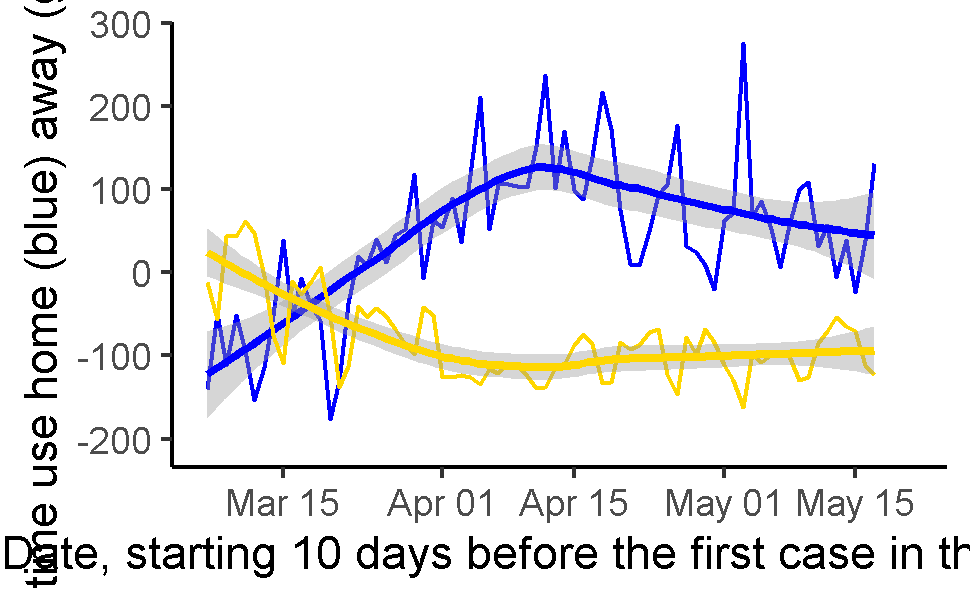 time use home (blue) away (
300
200
100
0
-100
-200
Mar 15 Apr 01 Apr 15 May 01 May 15
Date, starting 10 days before the first case in th